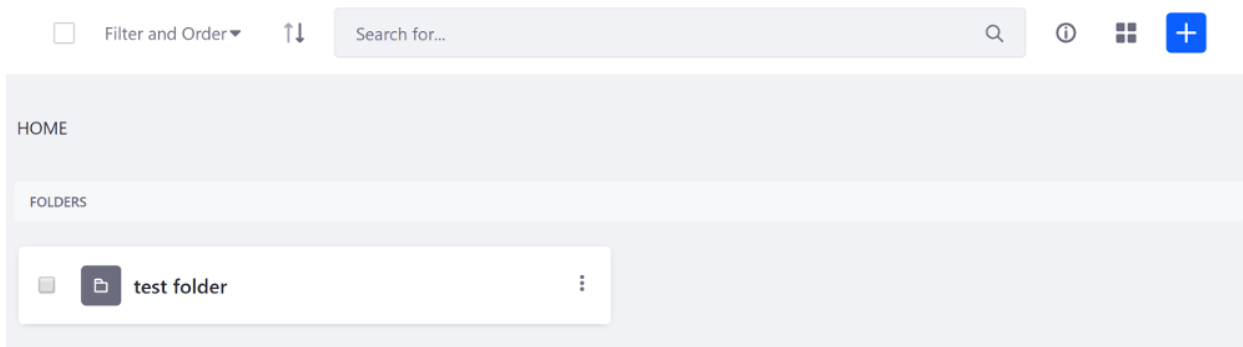 Filter and Order
Search for...
HOME
FOLDERS
test folder